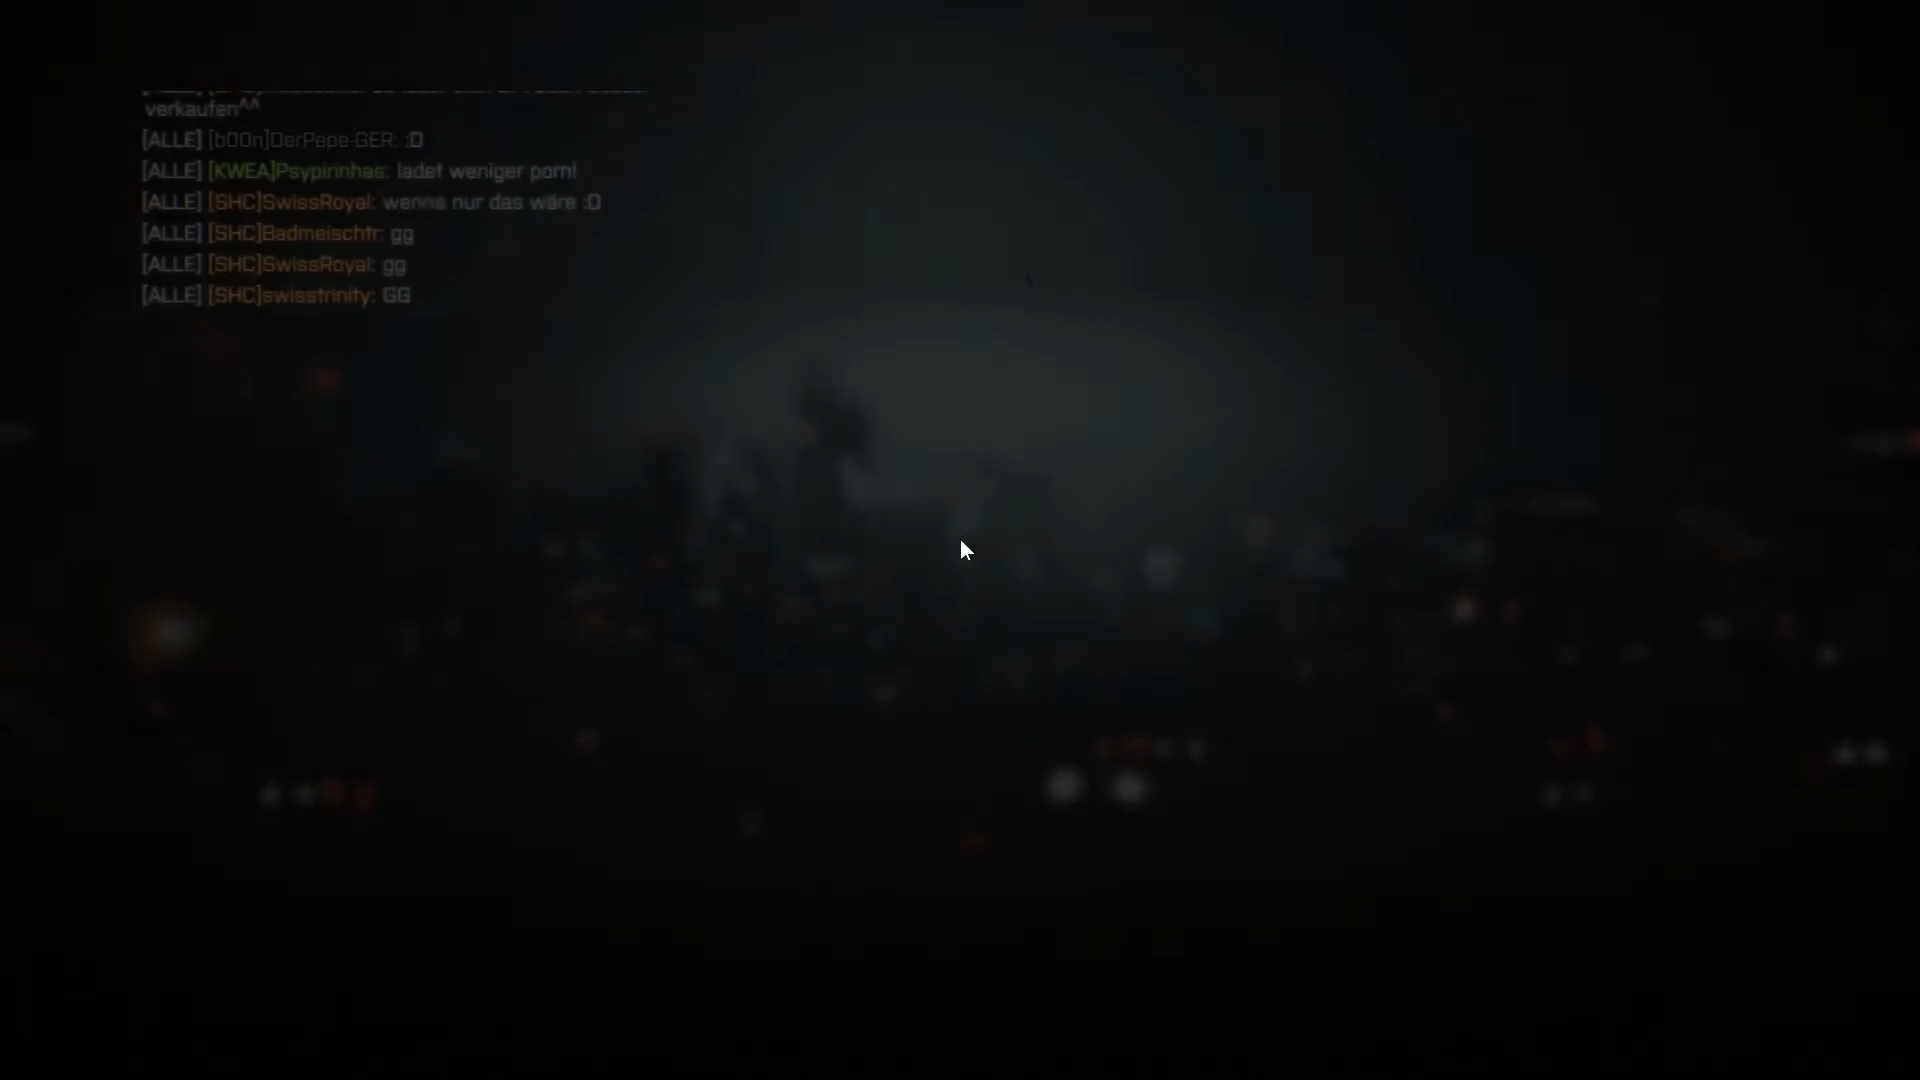 verkaufen^^
[ALLE] [b00n]DerPepe-GER: :D
[ALLE] [KWEA]Psypirinhas: ladet weniger porn!
[ALLE] [SHC]SwissRoyal: wenns nur das wäre :D
[ALLE] [SHC]Badmeischtr: gg
[ALLE] [SHC]SwissRoyal: gg
[ALLE] [SHC]swisstrinity: GG